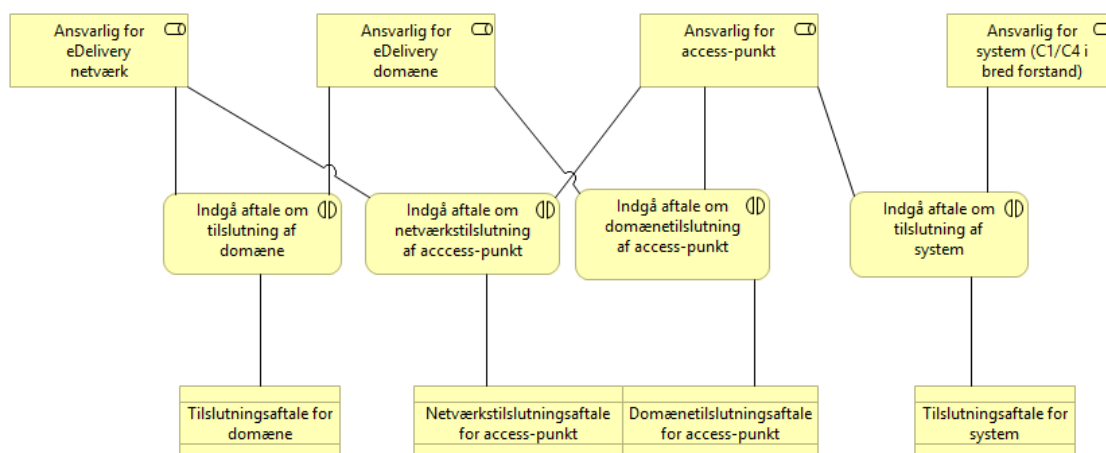 Ansvarlig for
eDelivery
netværk
Ansvarlig for
eDelivery
domæne
Ansvarlig for
access-punkt
Ansvarlig for
system (C1/C4 i
bred forstand)
Indgå aftale om
tilslutning af
domæne
Indgå aftale om
netværkstilslutning
af acccess-punkt
Indgå aftale om
domænetilslutning
af access-punkt
Indgå aftale om
tilslutning af
system
Tilslutningsaftale for
domæne
Netværkstilslutningsaftale
for access-punkt
Domænetilslutningsaftale
for access-punkt
Tilslutningsaftale for
system